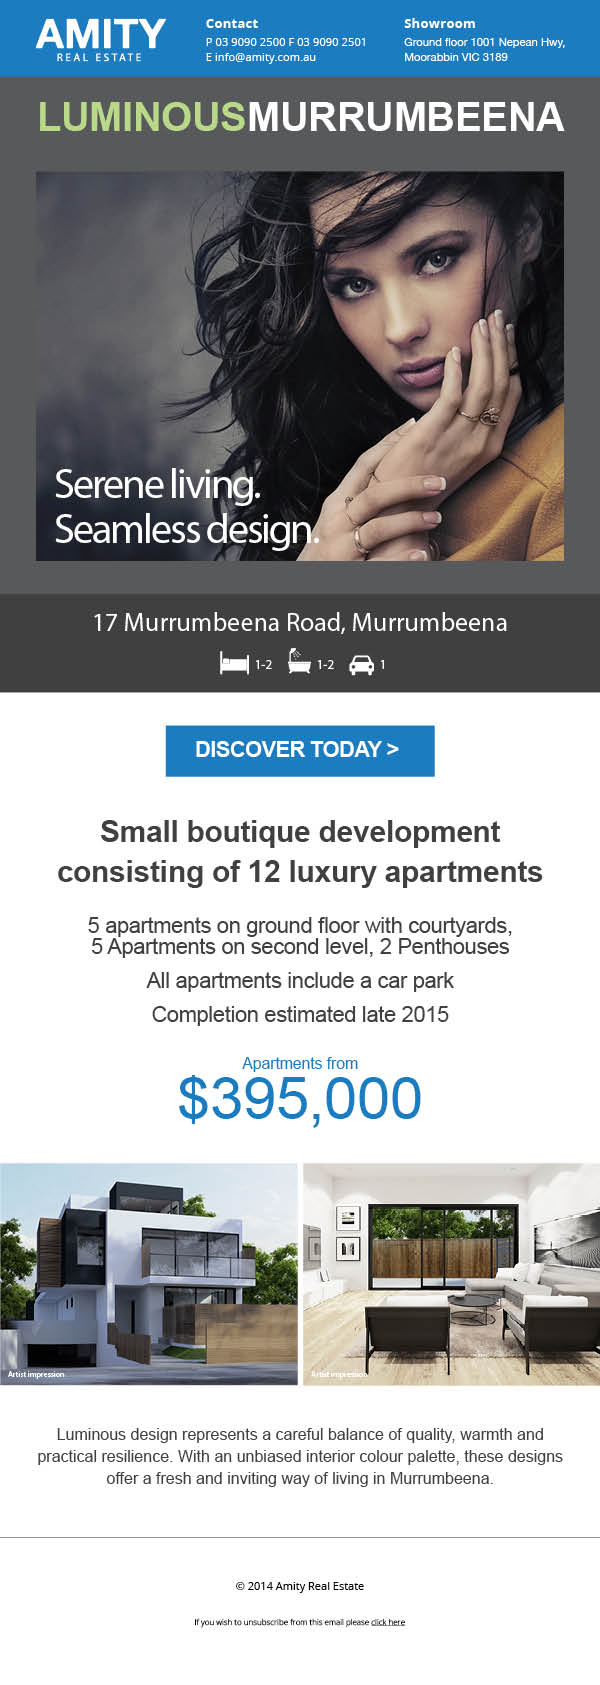 AMITY
REAL ESTATE
Contact
P 03 9090 2500 F 03 9090 2501
E info@amity.com.au
Showroom
Ground floor 1001 Nepean Hwy,
Moorabbin VIC 3189
LUMINOUSMURRUMBEENA
Serene living.
Seamless design.
17 Murrumbeena Road, Murrumbeena
1-2 1-2 1
DISCOVER TODAY >
Small boutique development
consisting of 12 luxury apartments
5 apartments on ground floor with courtyards,
5 Apartments on second level, 2 Penthouses
All apartments include a car park
Completion estimated late 2015
Apartments from
$395,000
Artist impression
Artist impression
Luminous design represents a careful balance of quality, warmth and
practical resilience. With an unbiased interior colour palette, these designs
offer a fresh and inviting way of living in Murrumbeena.
© 2014 Amity Real Estate
If you wish to unsubscribe from this email please click here